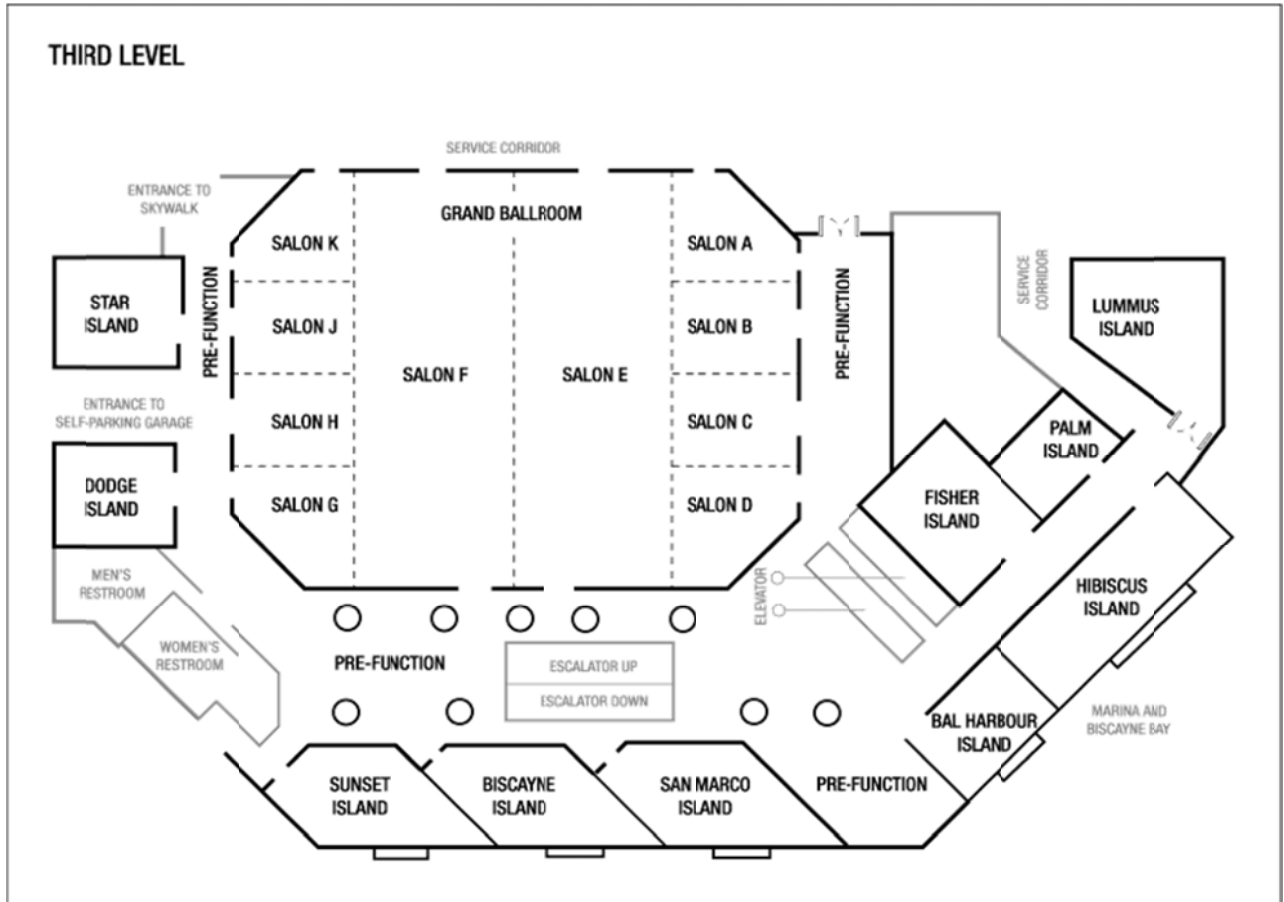 THIRD LEVEL
SERVICE CORRIDOR
ENTRANCE TO
SKYWALK
GRAND BALLROOM
SALON K
SALON A
STAR
ISLAND
PRE-FUNCTION
SALON J
SALON B
PRE-FUNCTION
SERVICE
CORRIDOR
LUMMUS
ISLAND
SALON F
SALON E
ENTRANCE TO
SELF-PARKING GARAGE
SALON H
SALON C
PALM
ISLAND
DODGE
ISLAND
SALON G
SALON D
FISHER
ISLAND
MEN'S
RESTROOM
ELEVATOR
HIBISCUS
ISLAND
WOMEN'S
RESTROOM
PRE-FUNCTION
ESCALATOR UP
ESCALATOR DOWN
BAL HARBOUR
ISLAND
MARINA AND
BISCAYNE BAY
SUNSET
ISLAND
BISCAYNE
ISLAND
SAN MARCO
ISLAND
PRE-FUNCTION